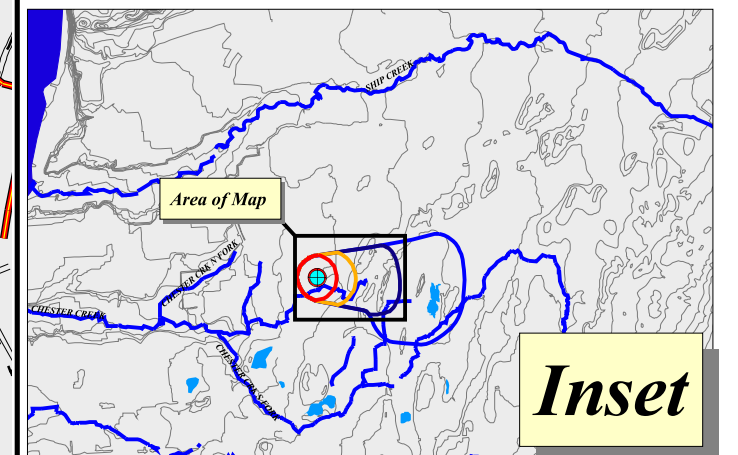 SHIP CREEK
Area of Map
CHESTER CRK N FORK
CHESTER CREEK
CHESTER CRK S FORK
Inset